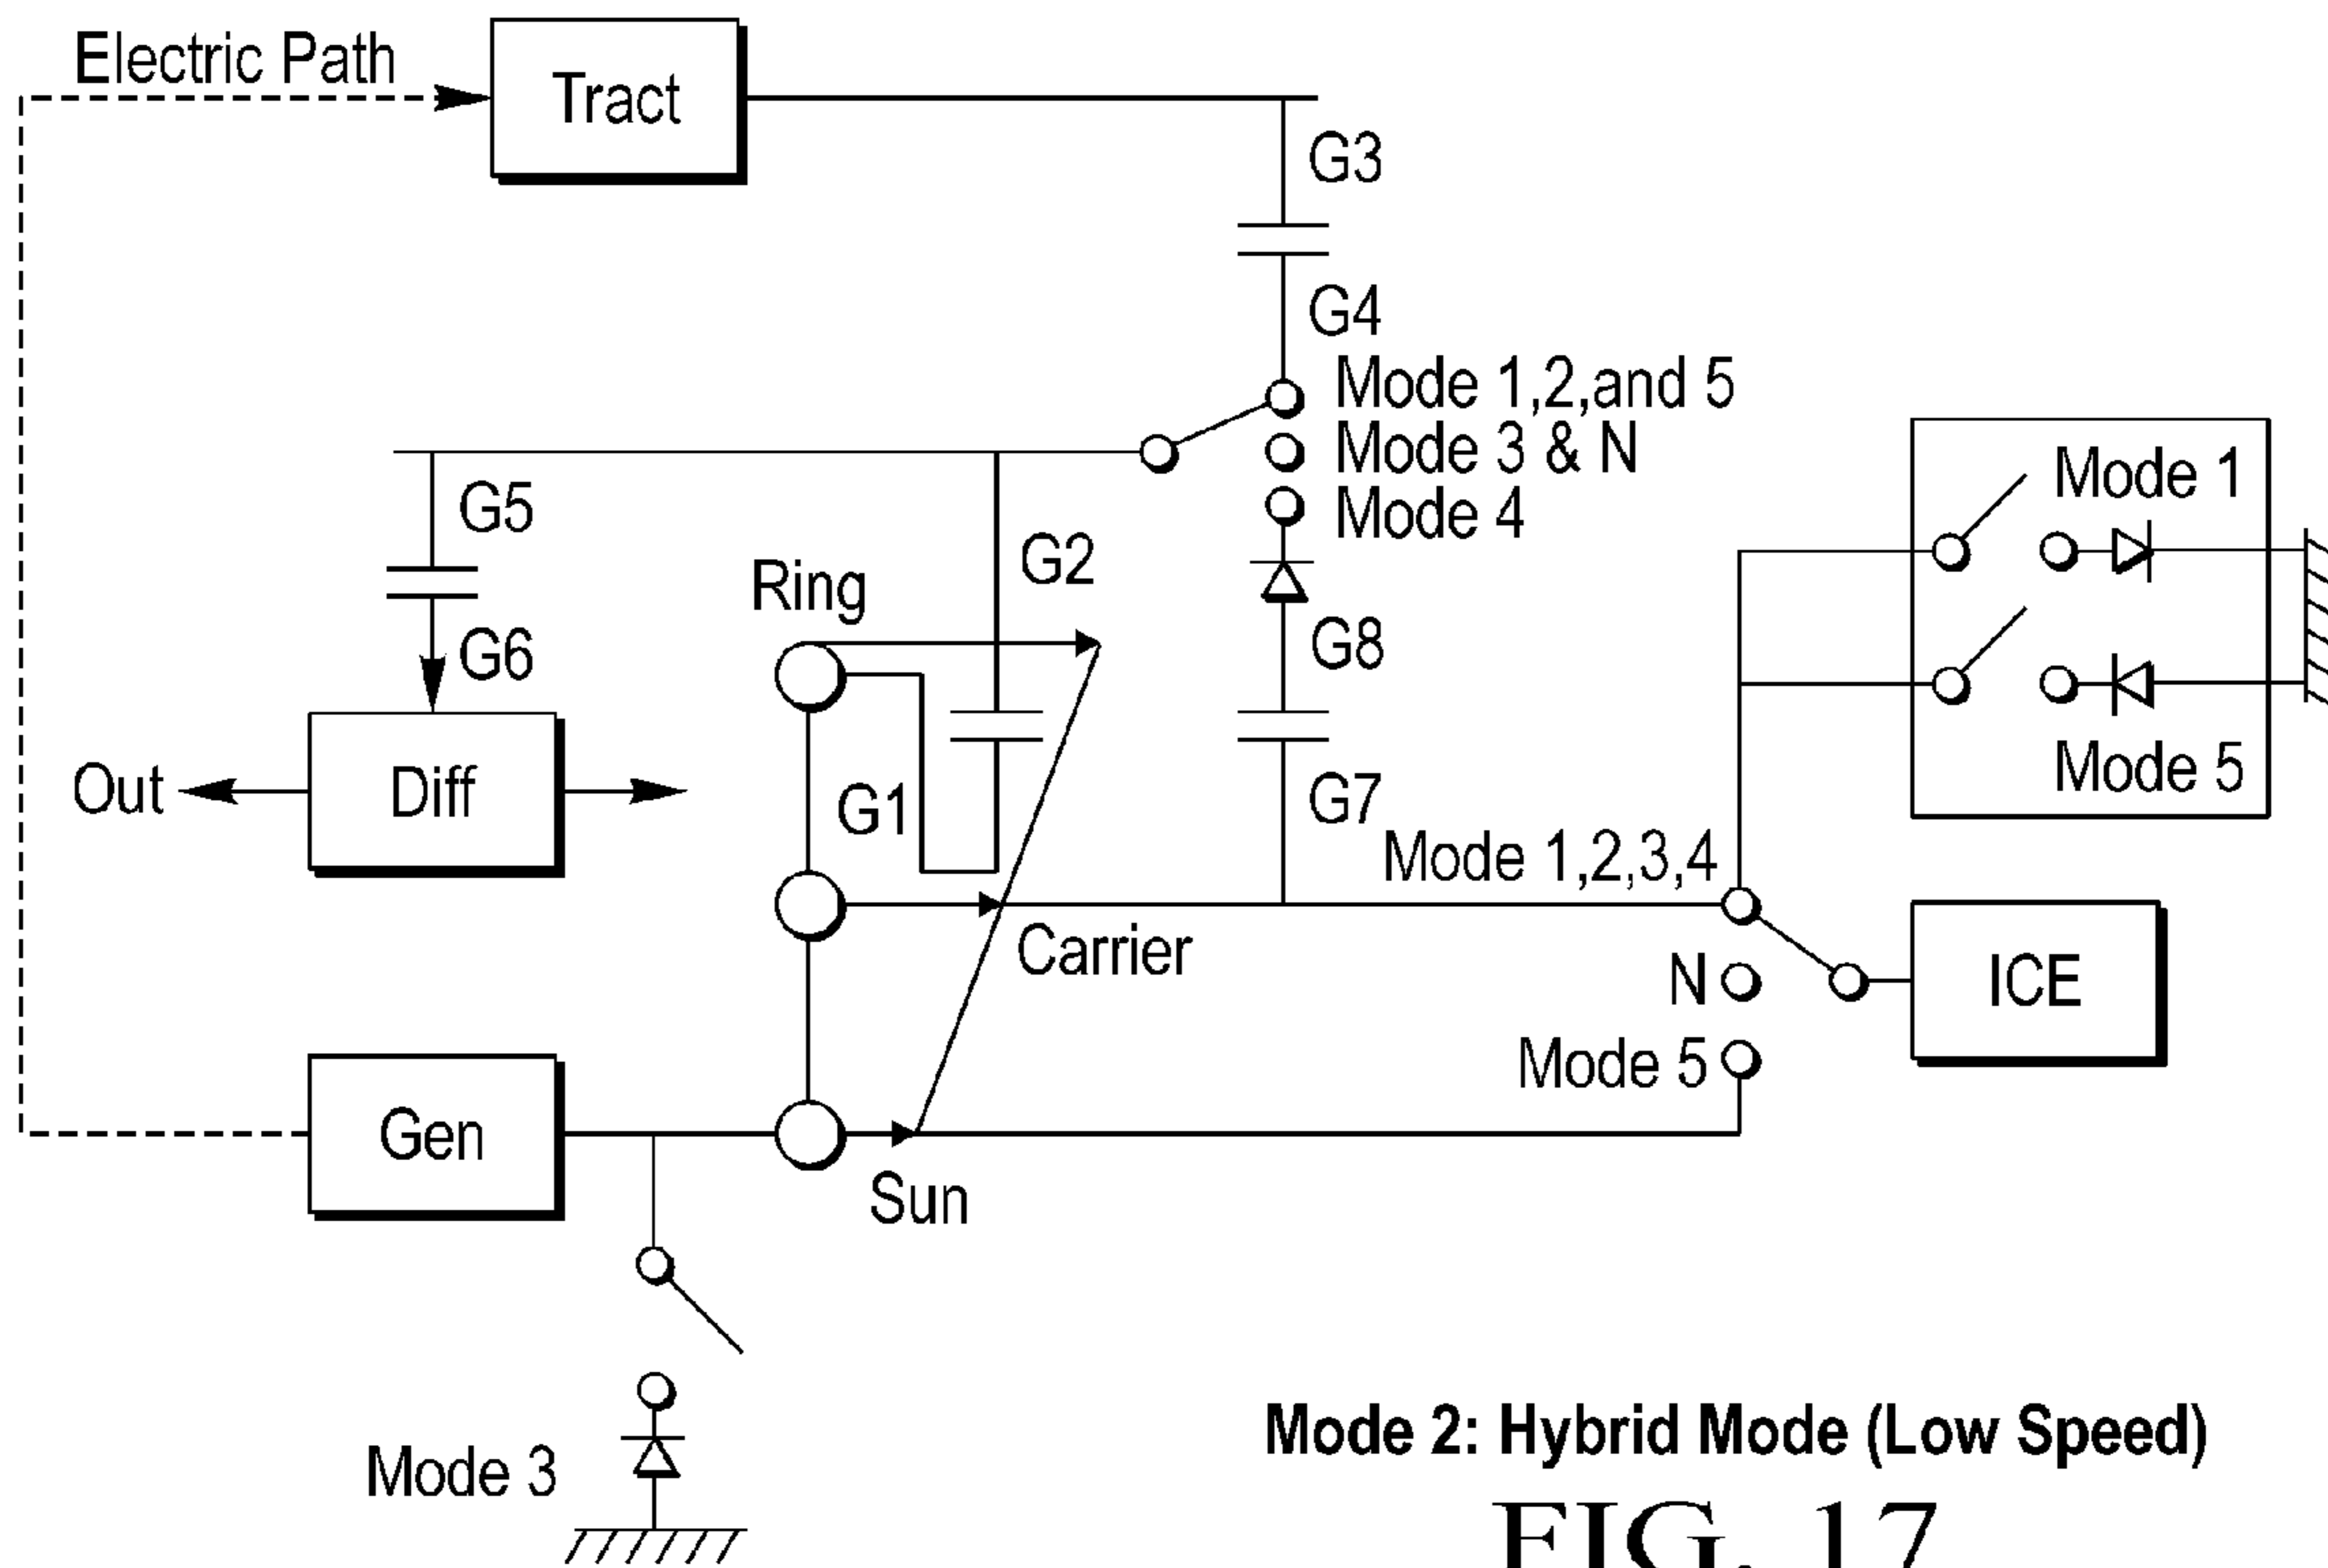 Electric Path
Tract
G3
G4
Mode 1,2,and 5
Mode 3 & N
Mode 4
Mode 1
G5
G2
Ring
G6
G8
Out
Diff
G1
G7
Mode 5
Mode 1,2,3,4
Carrier
N
ICE
Mode 5
Gen
Sun
Mode 3
Mode 2: Hybrid Mode (Low Speed)
FIG. 17